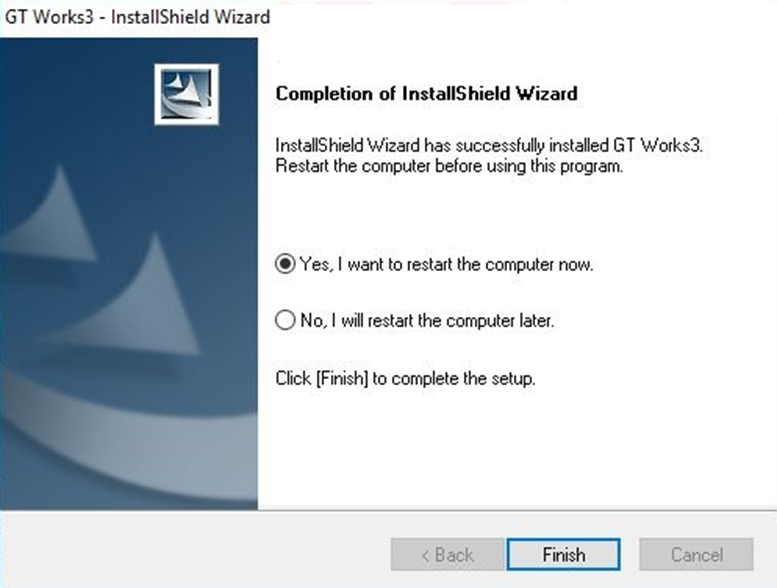 GT Works3 - InstallShield Wizard
Completion of InstallShield Wizard
InstallShield Wizard has successfully installed GT Works3.
Restart the computer before using this program.
Yes, I want to restart the computer now.
No, I will restart the computer later.
Click [Finish] to complete the setup.
< Back Finish Cancel